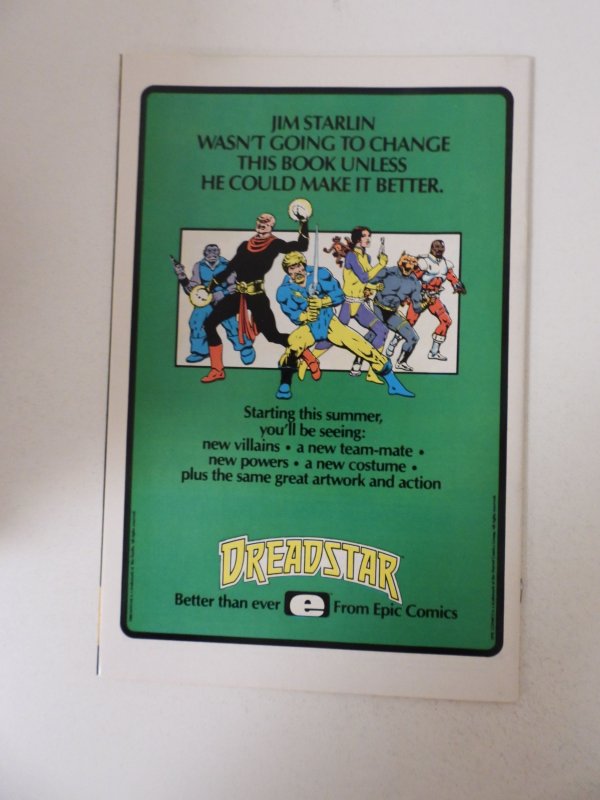 JIM STARLIN
WASN'T GOING TO CHANGE
THIS BOOK UNLESS
HE COULD MAKE IT BETTER.
Starting this summer,
you'll be seeing:
new villains • a new team-mate •
new powers • a new costume •
plus the same great artwork and action
DREADSTAR
Better than ever e From Epic Comics